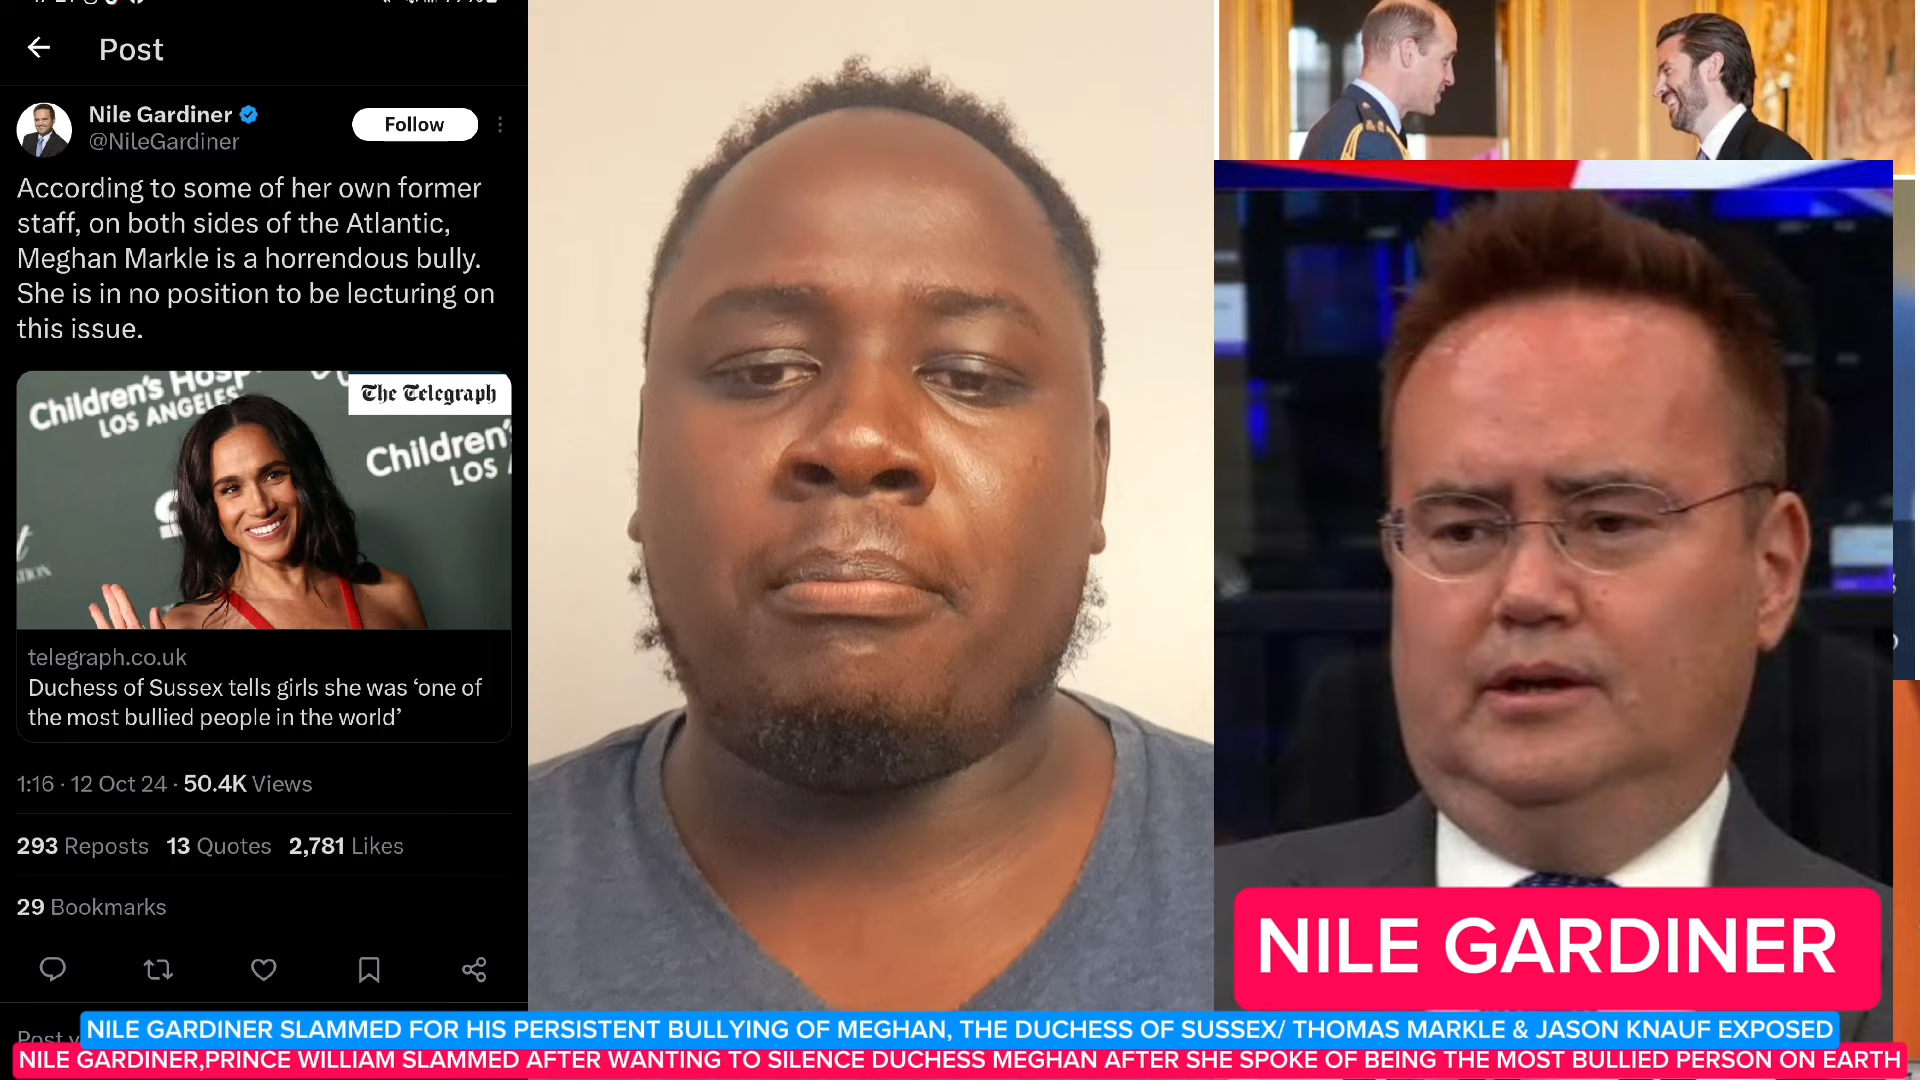 Post
Nile Gardiner
@NileGardiner
Follow
According to some of her own former
staff, on both sides of the Atlantic,
Meghan Markle is a horrendous bully.
She is in no position to be lecturing on
this issue.
Children's Hosp
LOS ANGELES
The Telegraph
Children's
LOS
telegraph.co.uk
Duchess of Sussex tells girls she was ‘one of
the most bullied people in the world’
1:16 · 12 Oct 24 · 50.4K Views
293 Reposts 13 Quotes 2,781 Likes
29 Bookmarks
Post
NILE GARDINER
NILE GARDINER SLAMMED FOR HIS PERSISTENT BULLYING OF MEGHAN, THE DUCHESS OF SUSSEX/ THOMAS MARKLE & JASON KNAUF EXPOSED
NILE GARDINER,PRINCE WILLIAM SLAMMED AFTER WANTING TO SILENCE DUCHESS MEGHAN AFTER SHE SPOKE OF BEING THE MOST BULLIED PERSON ON EARTH